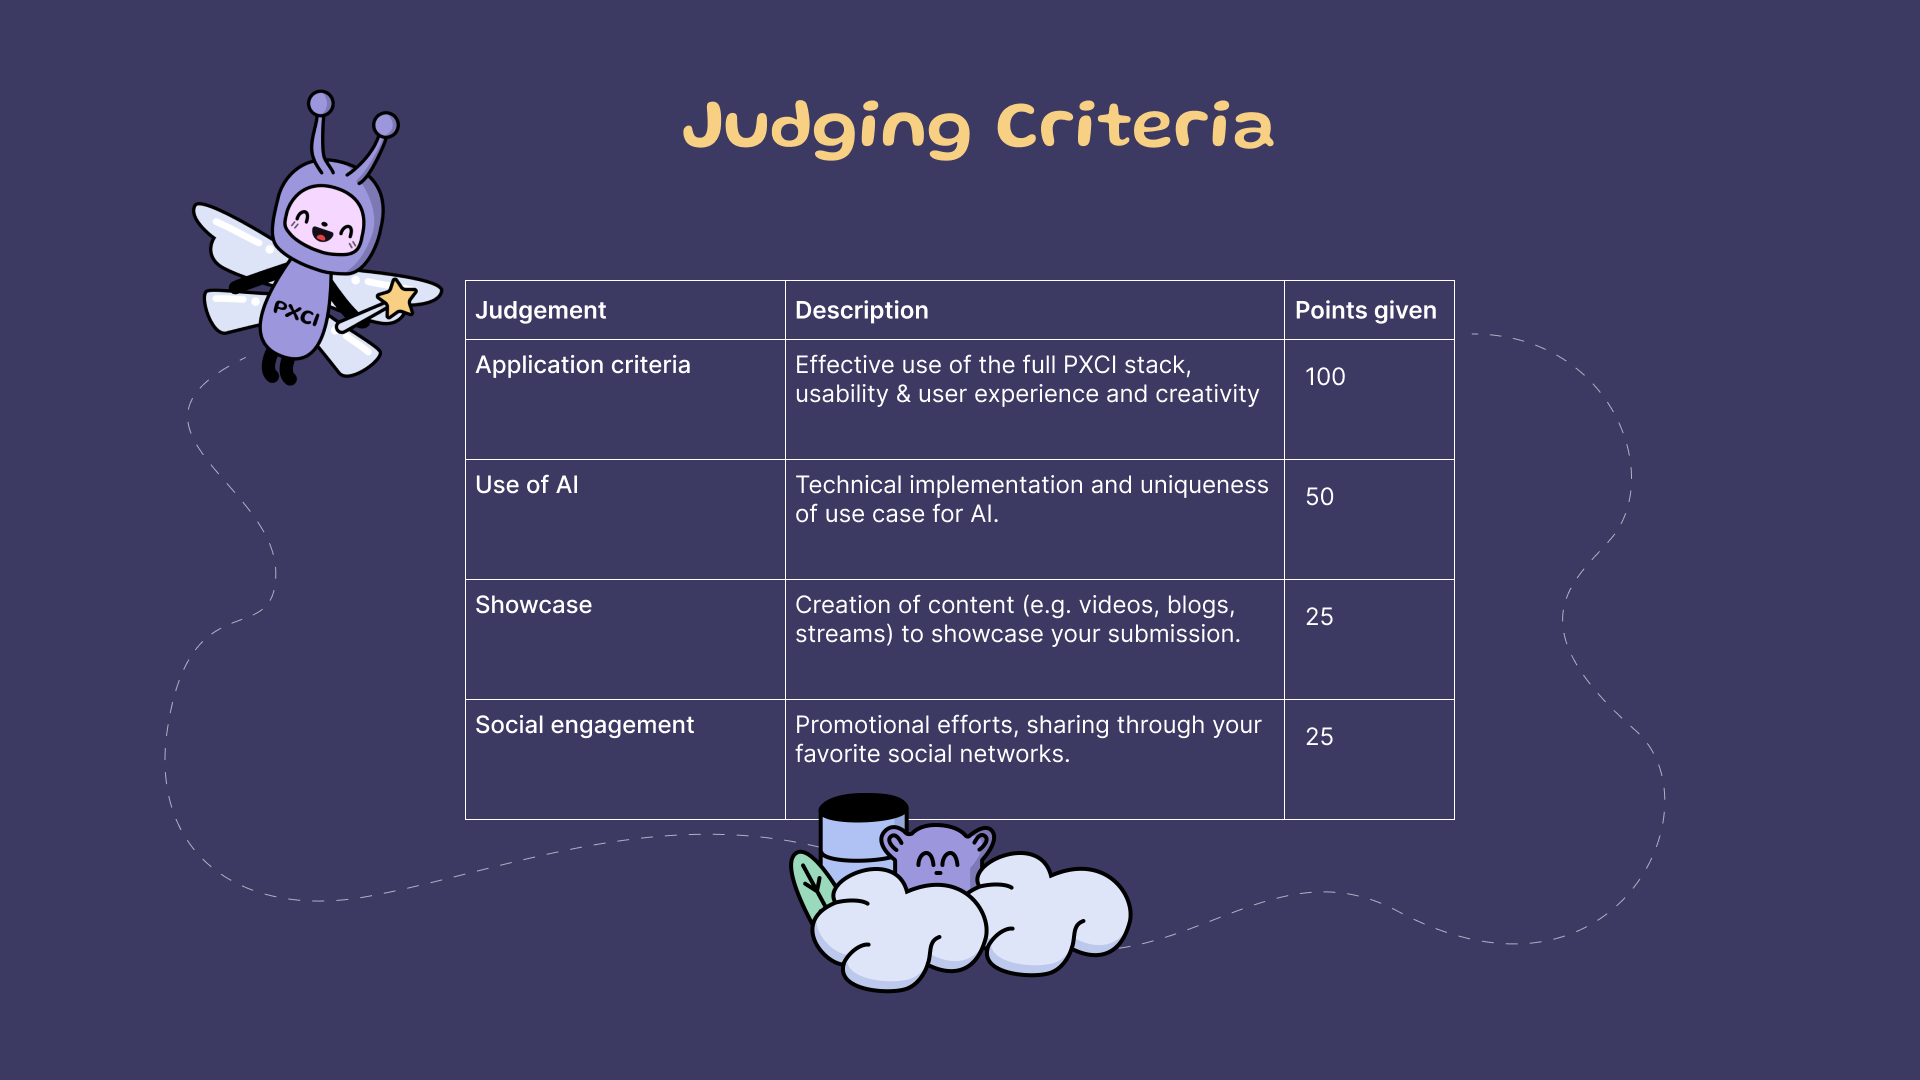 Judging Criteria
PXCI
Judgement
Description
Points given
Application criteria
Effective use of the full PXCI stack,
usability & user experience and creativity
100
Use of AI
Technical implementation and uniqueness
of use case for AI.
50
Showcase
Creation of content (e.g. videos, blogs,
streams) to showcase your submission.
25
Social engagement
Promotional efforts, sharing through your
favorite social networks.
25